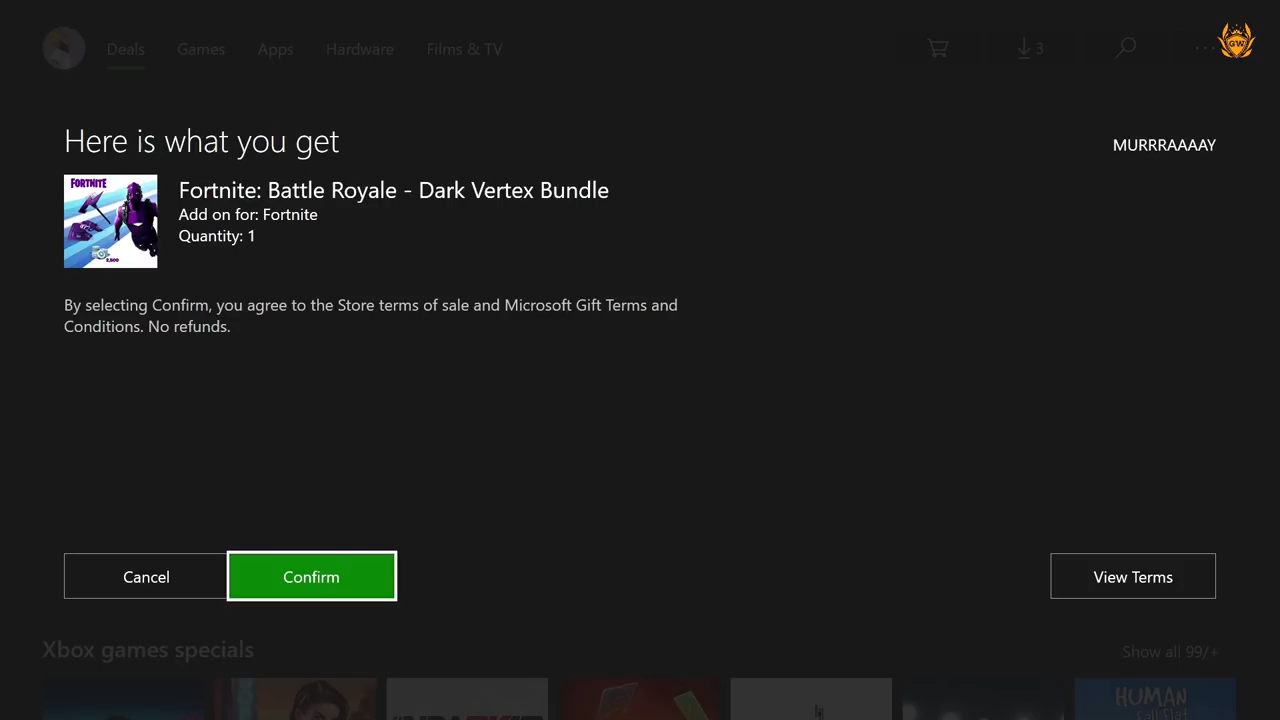 Deals Games Apps Hardware Films & TV
3
GW
Here is what you get
MURRRAAAAY
FORTNITE
Fortnite: Battle Royale - Dark Vertex Bundle
Add on for: Fortnite
Quantity: 1
By selecting Confirm, you agree to the Store terms of sale and Microsoft Gift Terms and
Conditions. No refunds.
Cancel Confirm View Terms
Xbox games specials Show all 99/+
HUMAN